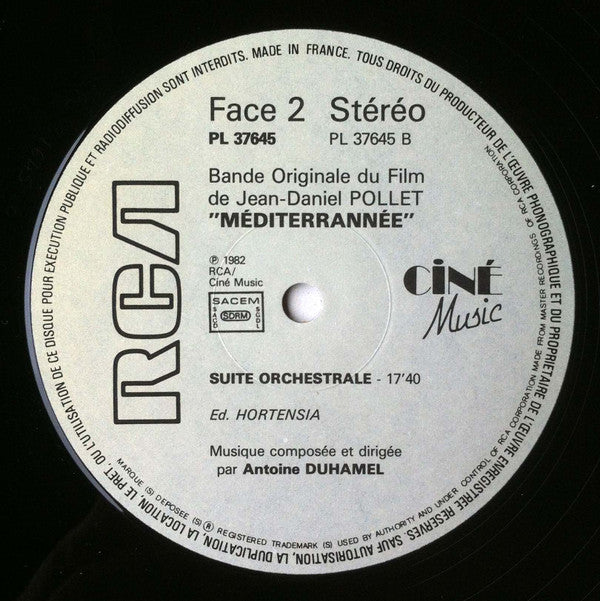 RCA
Face 2 Stéréo
PL 37645 PL 37645 B
Bande Originale du Film
de Jean-Daniel POLLET
"MÉDITERRANNÉE"
℗ 1982
RCA/
Ciné Music
SACEM
SACD SDRM SGDL
CiNÉ
Music
SUITE ORCHESTRALE - 17'40
Ed. HORTENSIA
Musique composée et dirigée
par Antoine DUHAMEL
MADE IN FRANCE. TOUS DROITS DU PRODUCTEUR DE L'ŒUVRE PHONOGRAPHIQUE ET DU PROPRIETAIRE DE L'ŒUVRE ENREGISTREE RESERVES. SAUF AUTORISATION, LA DUPLICATION, LA LOCATION, LE PRET, OU L'UTILISATION DE CE DISQUE POUR EXECUTION PUBLIQUE ET RADIODIFFUSION SONT INTERDITS.
MARQUE (S) DEPOSEE (S) ® REGISTERED TRADEMARK (S) USED BY AUTHORITY AND UNDER CONTROL OF RCA CORPORATION MADE FROM MASTER RECORDINGS OF RCA CORPORATION